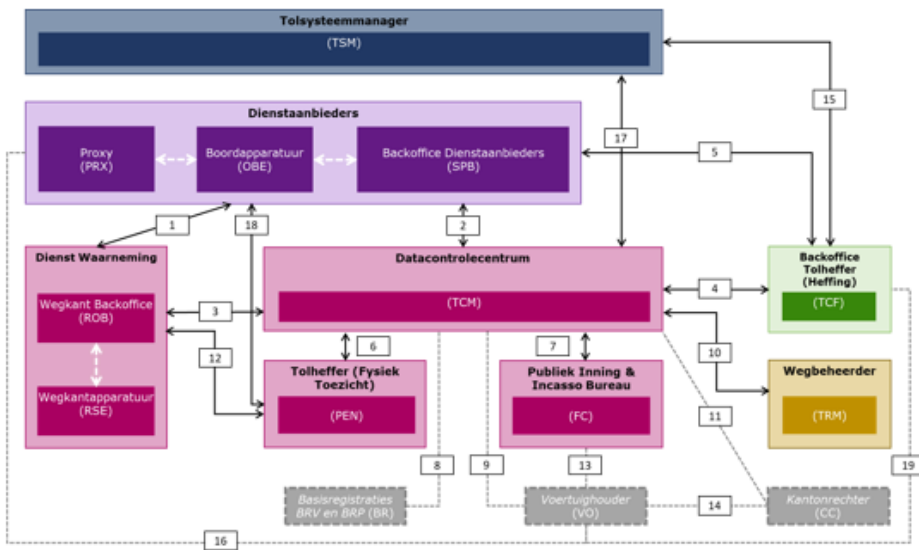 Tolsysteemmanager
(TSM)
15
Dienstaanbieders
17
Proxy
(PRX)
Boordapparatuur
(OBE)
Backoffice Dienstaanbieders
(SPB)
5
1
18
2
Dienst Waarneming
Datacontrolecentrum
Backoffice
Tolheffer
(Heffing)
Wegkant Backoffice
(ROB)
3
(TCM)
4
(TCF)
12
6
7
10
Tolheffer (Fysiek
Toezicht)
Publiek Inning &
Incasso Bureau
Wegbeheerder
Wegkantapparatuur
(RSE)
(PEN)
(FC)
11
(TRM)
8
9
13
19
Basisregistraties
BRV en BRP (BR)
Voertuighouder
(VO)
14
Kantonrechter
(CC)
16